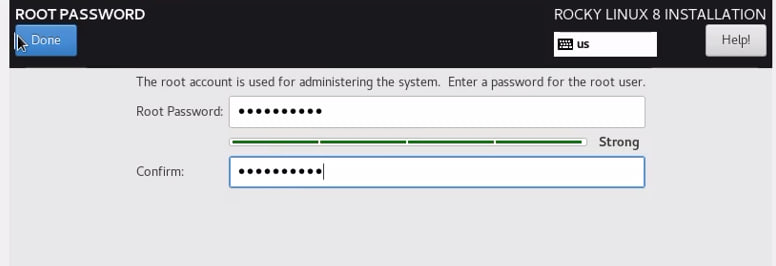 ROOT PASSWORD
ROCKY LINUX 8 INSTALLATION
Done
us
Help!
The root account is used for administering the system. Enter a password for the root user.
Root Password: ●●●●●●●●●●
Strong
Confirm: ●●●●●●●●●●